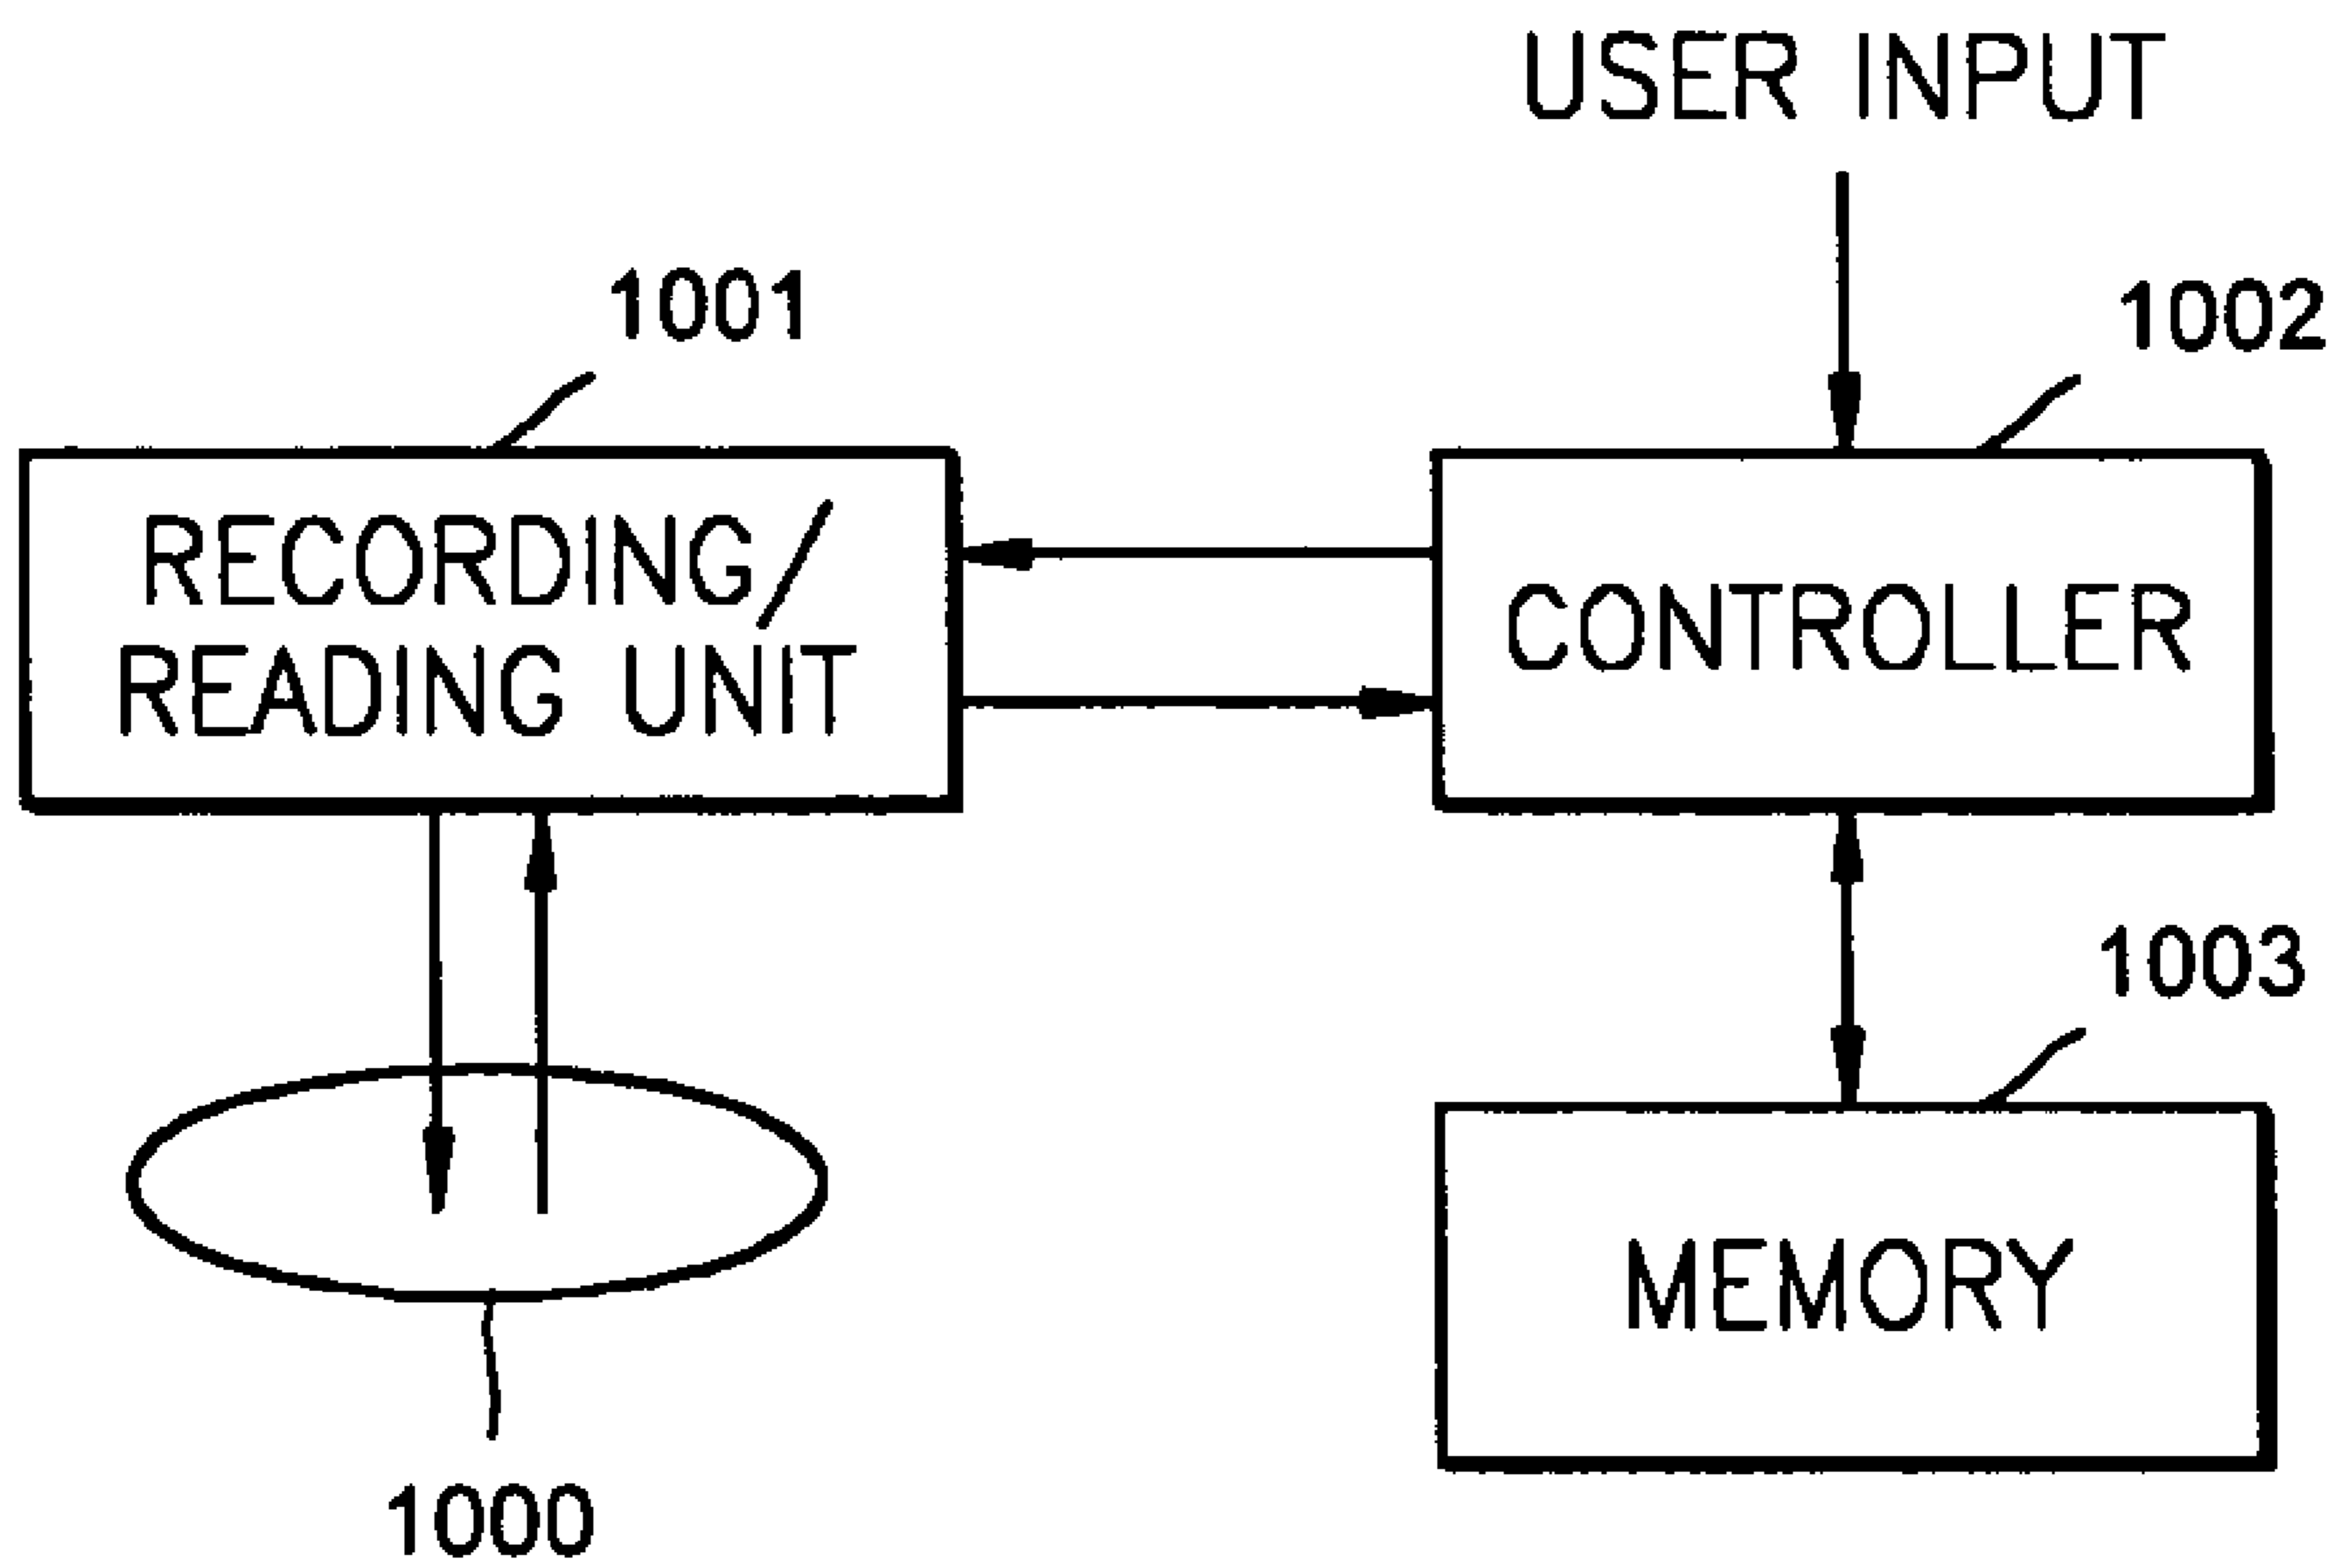 USER INPUT
1001
1002
RECORDING/
READING UNIT
CONTROLLER
1003
MEMORY
1000